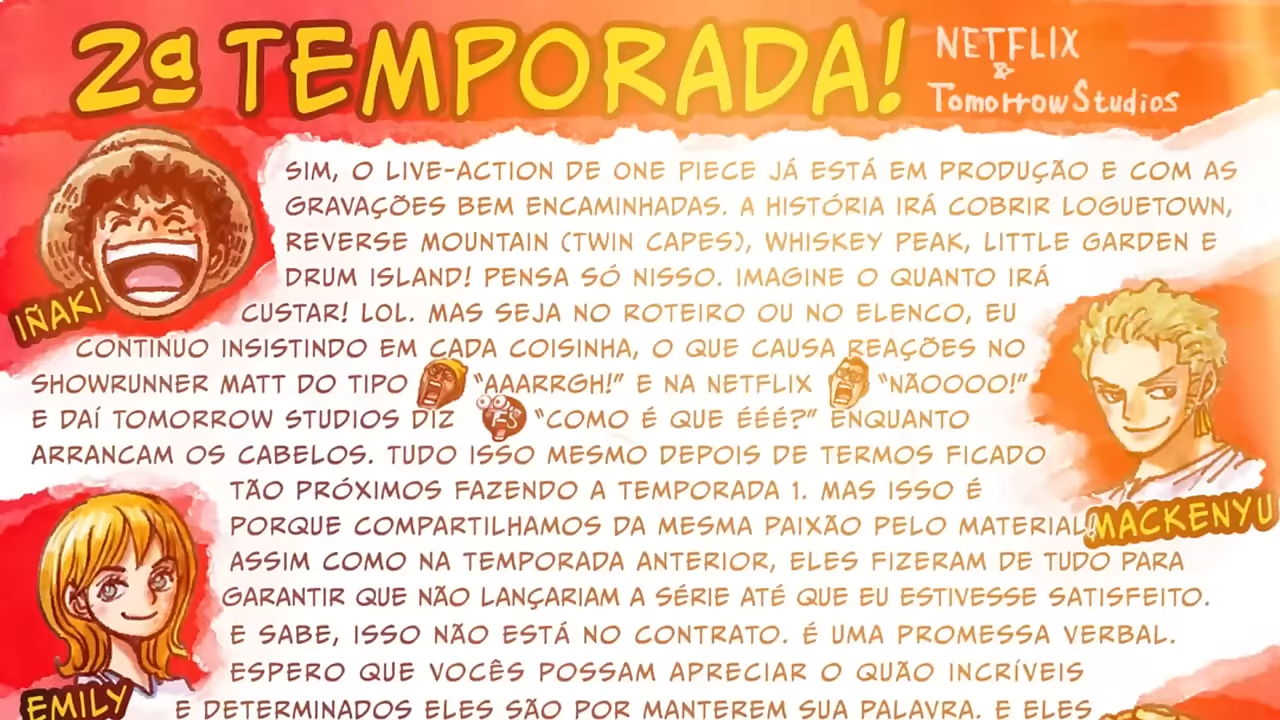 2ª TEMPORADA!
NETFLIX
&
Tomorrow Studios
SIM, O LIVE-ACTION DE ONE PIECE JÁ ESTÁ EM PRODUÇÃO E COM AS
GRAVAÇÕES BEM ENCAMINHADAS. A HISTÓRIA IRÁ COBRIR LOGUETOWN,
REVERSE MOUNTAIN (TWIN CAPES), WHISKEY PEAK, LITTLE GARDEN E
DRUM ISLAND! PENSA SÓ NISSO. IMAGINE O QUANTO IRÁ
IÑAKI
CUSTAR! LOL. MAS SEJA NO ROTEIRO OU NO ELENCO, EU
CONTINUO INSISTINDO EM CADA COISINHA, O QUE CAUSA REAÇÕES NO
SHOWRUNNER MATT DO TIPO "AAARRGH!" E NA NETFLIX "NÃOOOO!"
E DAÍ TOMORROW STUDIOS DIZ "COMO É QUE ÉÉÉ?" ENQUANTO
ARRANCAM OS CABELOS. TUDO ISSO MESMO DEPOIS DE TERMOS FICADO
TÃO PRÓXIMOS FAZENDO A TEMPORADA 1. MAS ISSO É
PORQUE COMPARTILHAMOS DA MESMA PAIXÃO PELO MATERIAL!
MACKENYU
ASSIM COMO NA TEMPORADA ANTERIOR, ELES FIZERAM DE TUDO PARA
GARANTIR QUE NÃO LANÇARIAM A SÉRIE ATÉ QUE EU ESTIVESSE SATISFEITO.
E SABE, ISSO NÃO ESTÁ NO CONTRATO. É UMA PROMESSA VERBAL.
ESPERO QUE VOCÊS POSSAM APRECIAR O QUÃO INCRÍVEIS
EMILY
E DETERMINADOS ELES SÃO POR MANTEREM SUA PALAVRA. E ELES